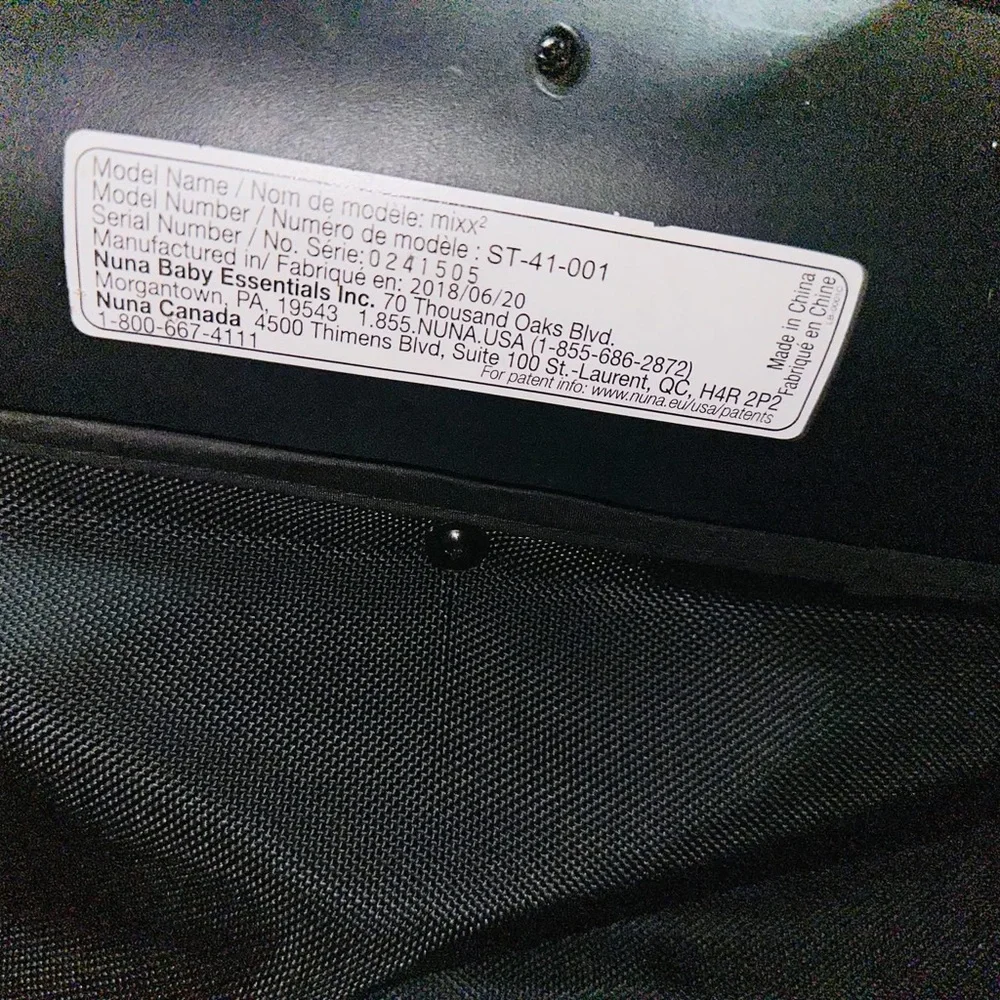 Model Name / Nom de modèle: mixx²
Model Number / Numéro de modèle : ST-41-001
Serial Number / No. Série: 0241505
Manufactured in/ Fabriqué en: 2018/06/20
Nuna Baby Essentials Inc. 70 Thousand Oaks Blvd.
Morgantown, PA, 19543 1.855.NUNA.USA (1-855-686-2872)
Nuna Canada 4500 Thimens Blvd, Suite 100 St.-Laurent, QC, H4R 2P2
1-800-667-4111
For patent info: www.nuna.eu/usa/patents
Made in China
Fabriqué en Chine